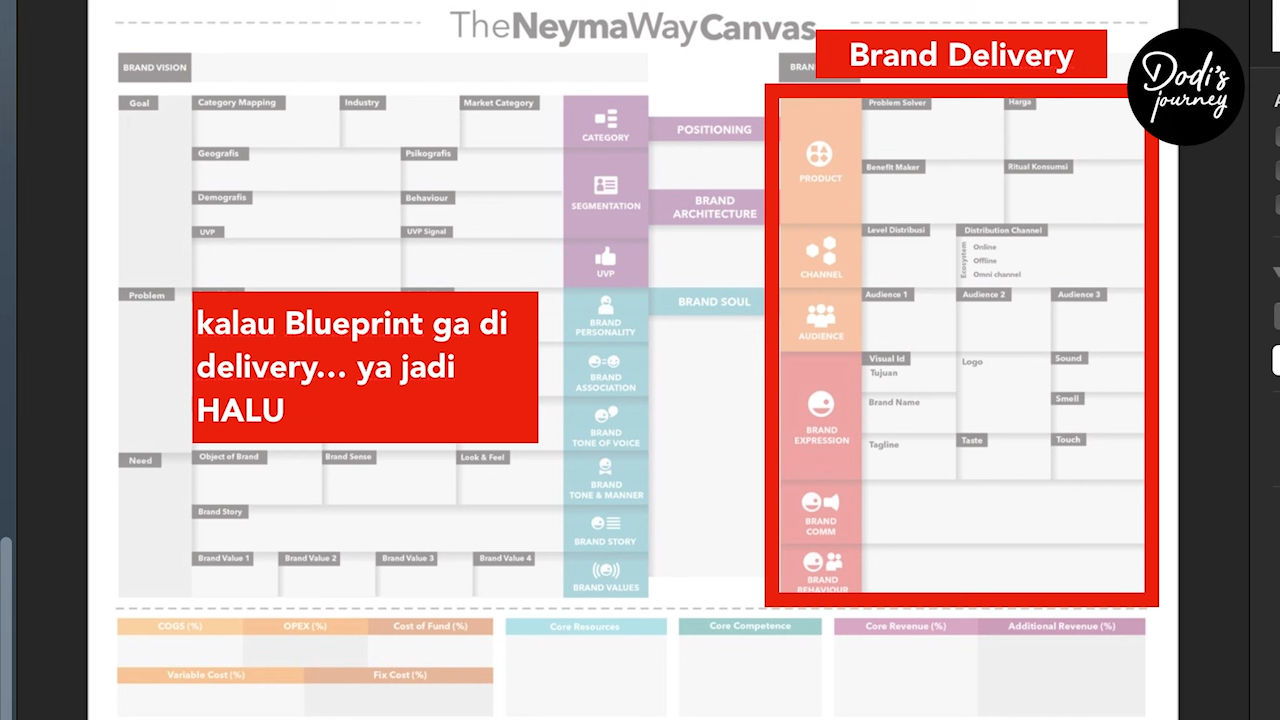 The NeymaWay Canvas
Brand Delivery
Dodi's
journey
BRAND VISION
Goal
Category Mapping
Industry
Market Category
CATEGORY
POSITIONING
Problem Solver
Harga
PRODUCT
Geografis
Psikografis
Demografis
Behaviour
SEGMENTATION
BRAND
ARCHITECTURE
Benefit Maker
Ritual Konsumsi
UVP
UVP Signal
UVP
Level Distribusi
Distribution Channel
Ecosystem
Online
Offline
Omni channel
CHANNEL
Problem
BRAND
PERSONALITY
BRAND SOUL
Audience 1
Audience 2
Audience 3
AUDIENCE
kalau Blueprint ga di
delivery... ya jadi
HALU
BRAND
ASSOCIATION
Visual Id
Tujuan
Logo
Sound
Brand Name
Smell
BRAND
EXPRESSION
BRAND
TONE OF VOICE
Tagline
Taste
Touch
Need
Object of Brand
Brand Sense
Look & Feel
BRAND
TONE & MANNER
BRAND
COMM
Brand Story
BRAND STORY
Brand Value 1
Brand Value 2
Brand Value 3
Brand Value 4
BRAND VALUES
BRAND
BEHAVIOUR
COGS (%)
OPEX (%)
Cost of Fund (%)
Core Resources
Core Competence
Core Revenue (%)
Additional Revenue (%)
Variable Cost (%)
Fix Cost (%)